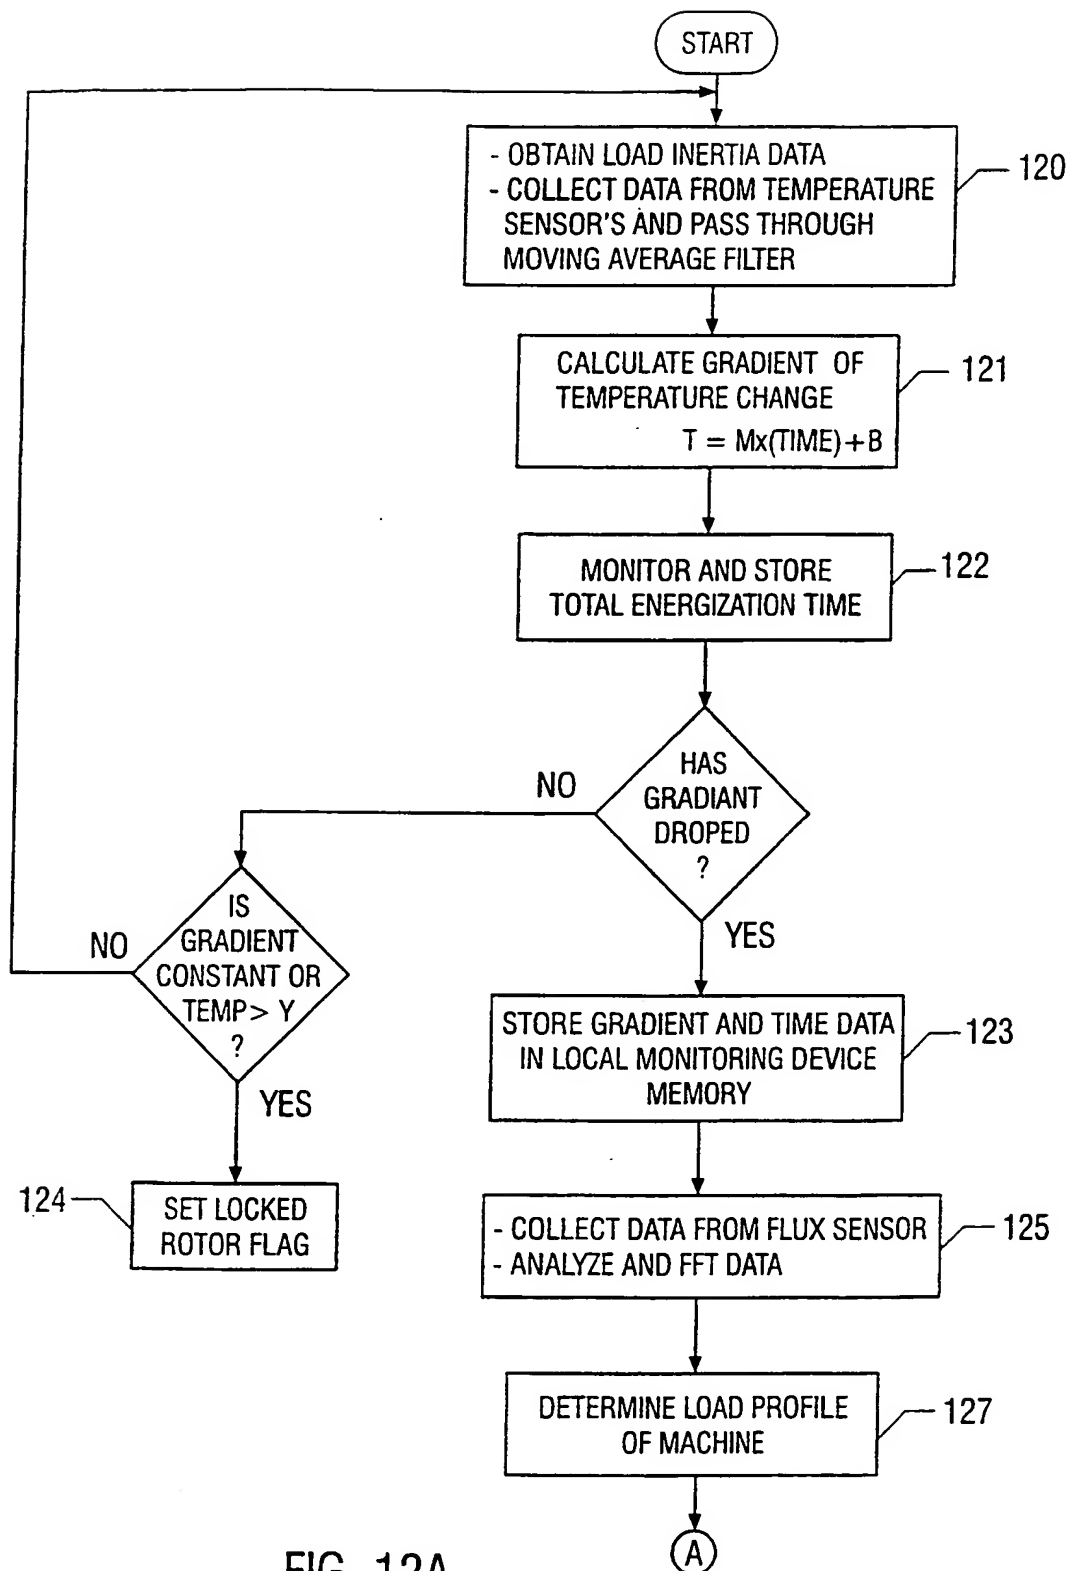 START
- OBTAIN LOAD INERTIA DATA
- COLLECT DATA FROM TEMPERATURE
SENSOR'S AND PASS THROUGH
MOVING AVERAGE FILTER
120
CALCULATE GRADIENT OF
TEMPERATURE CHANGE
T = Mx(TIME)+B
121
MONITOR AND STORE
TOTAL ENERGIZATION TIME
122
HAS
GRADIANT
DROPED
?
NO
YES
IS
GRADIENT
CONSTANT OR
TEMP> Y
?
NO
YES
STORE GRADIENT AND TIME DATA
IN LOCAL MONITORING DEVICE
MEMORY
123
124
SET LOCKED
ROTOR FLAG
- COLLECT DATA FROM FLUX SENSOR
- ANALYZE AND FFT DATA
125
DETERMINE LOAD PROFILE
OF MACHINE
127
A
FIG. 12A